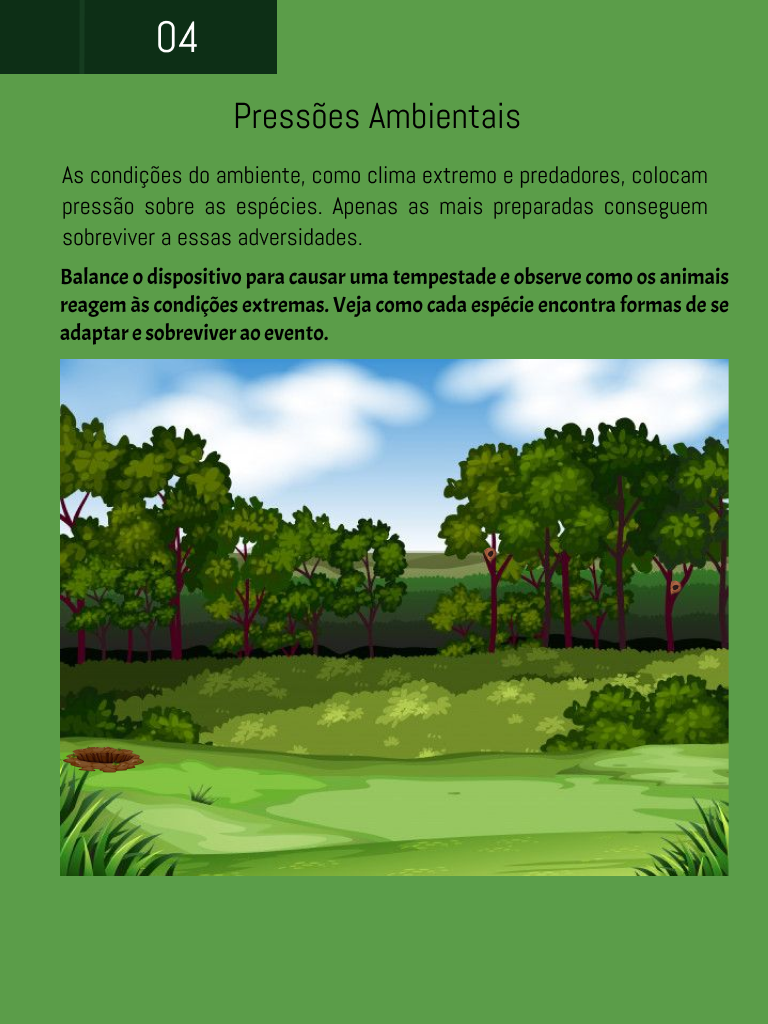 04
Pressões Ambientais
As condições do ambiente, como clima extremo e predadores, colocam
pressão sobre as espécies. Apenas as mais preparadas conseguem
sobreviver a essas adversidades.
Balance o dispositivo para causar uma tempestade e observe como os animais
reagem às condições extremas. Veja como cada espécie encontra formas de se
adaptar e sobreviver ao evento.